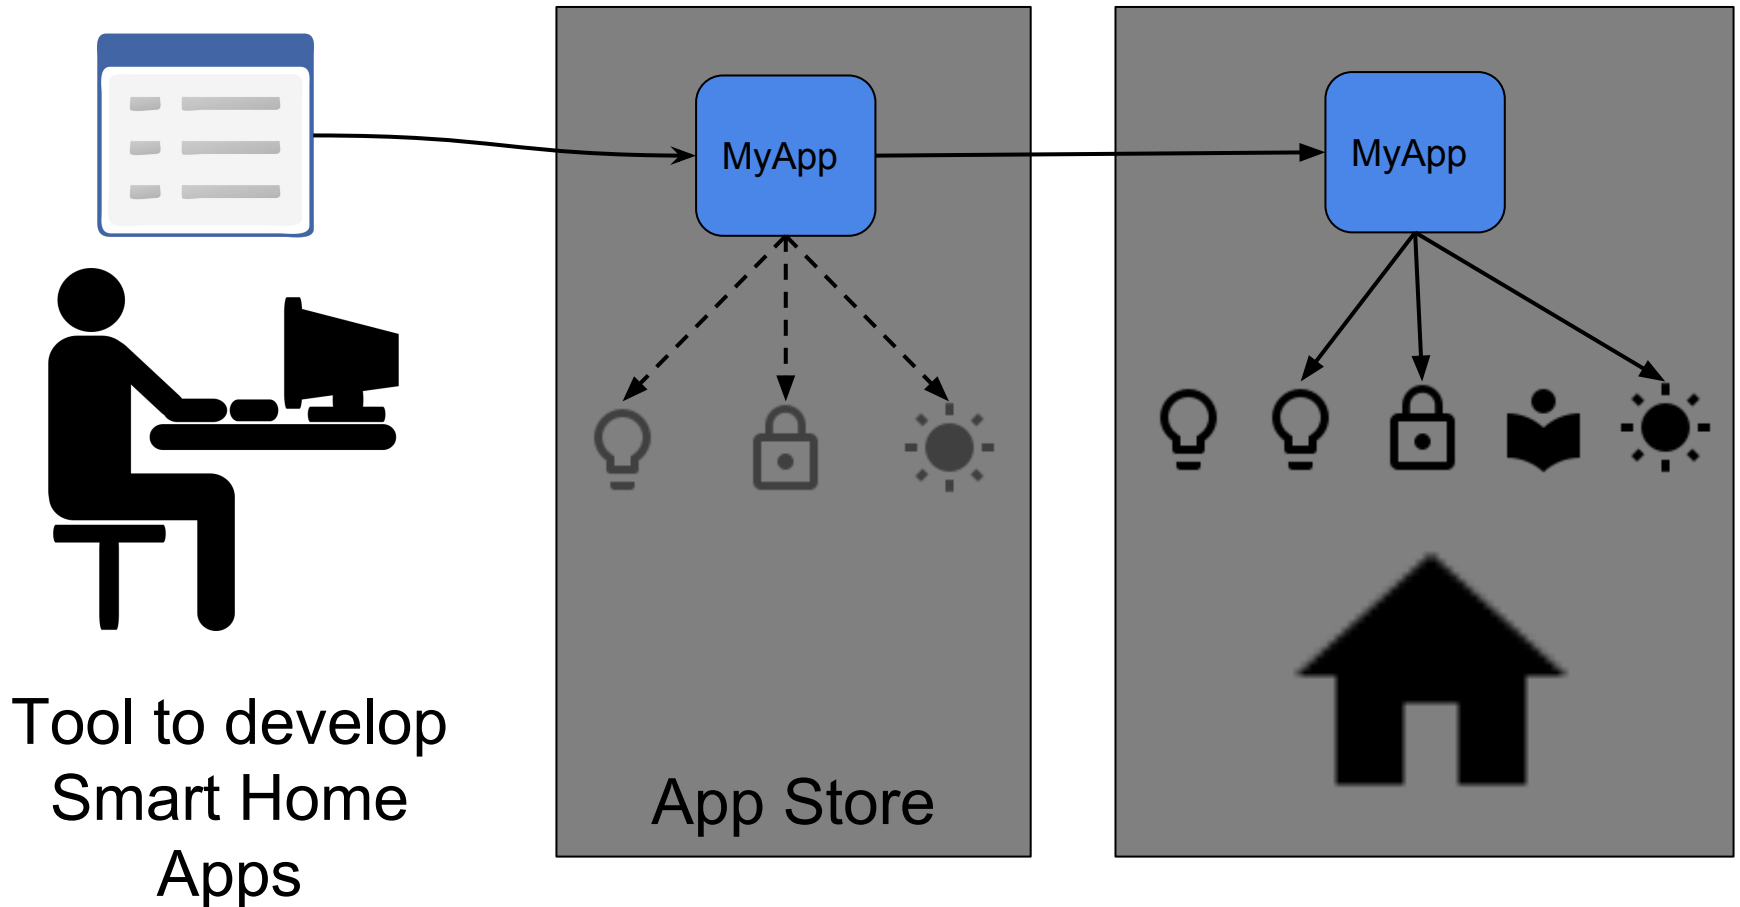 MyApp
MyApp
Tool to develop
Smart Home
Apps
App Store